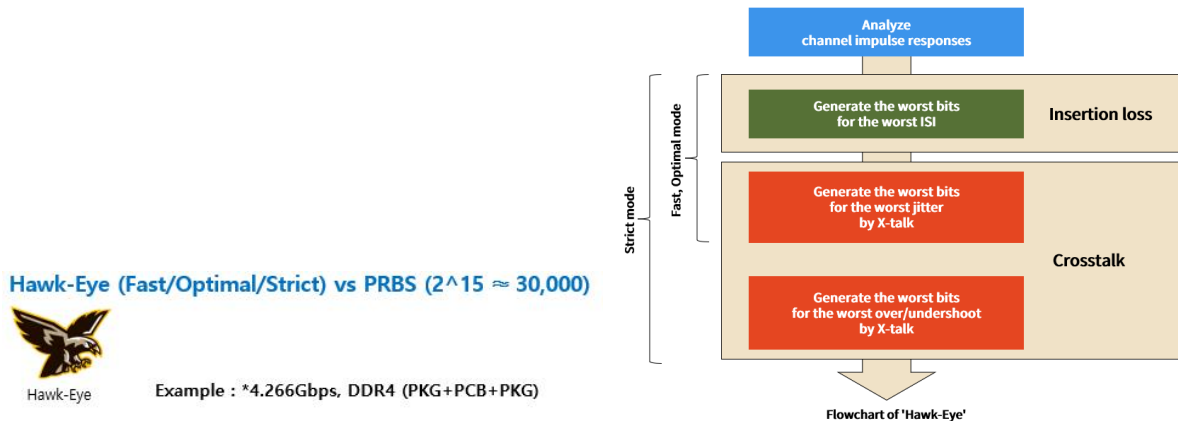 Hawk-Eye (Fast/Optimal/Strict) vs PRBS (2^15 ≈ 30,000)
Hawk-Eye
Example : *4.266Gbps, DDR4 (PKG+PCB+PKG)
Analyze
channel impulse responses
Strict mode
Fast, Optimal mode
Generate the worst bits
for the worst ISI
Insertion loss
Generate the worst bits
for the worst jitter
by X-talk
Crosstalk
Generate the worst bits
for the worst over/undershoot
by X-talk
Flowchart of 'Hawk-Eye'